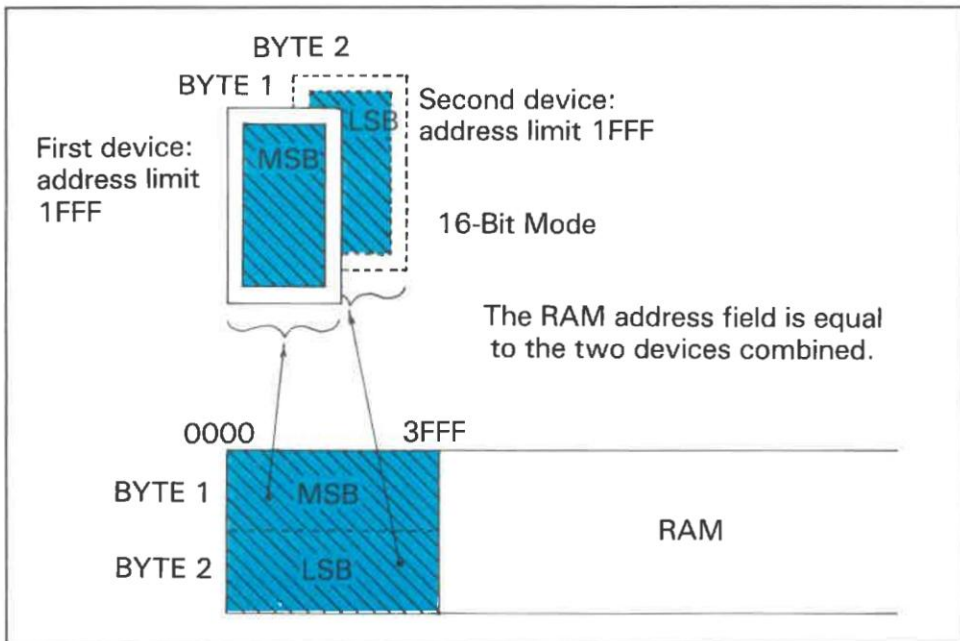 BYTE 2
BYTE 1
LSB
Second device:
address limit 1FFF
First device:
address limit
1FFF
MSB
16-Bit Mode
The RAM address field is equal
to the two devices combined.
0000
3FFF
BYTE 1
MSB
RAM
BYTE 2
LSB